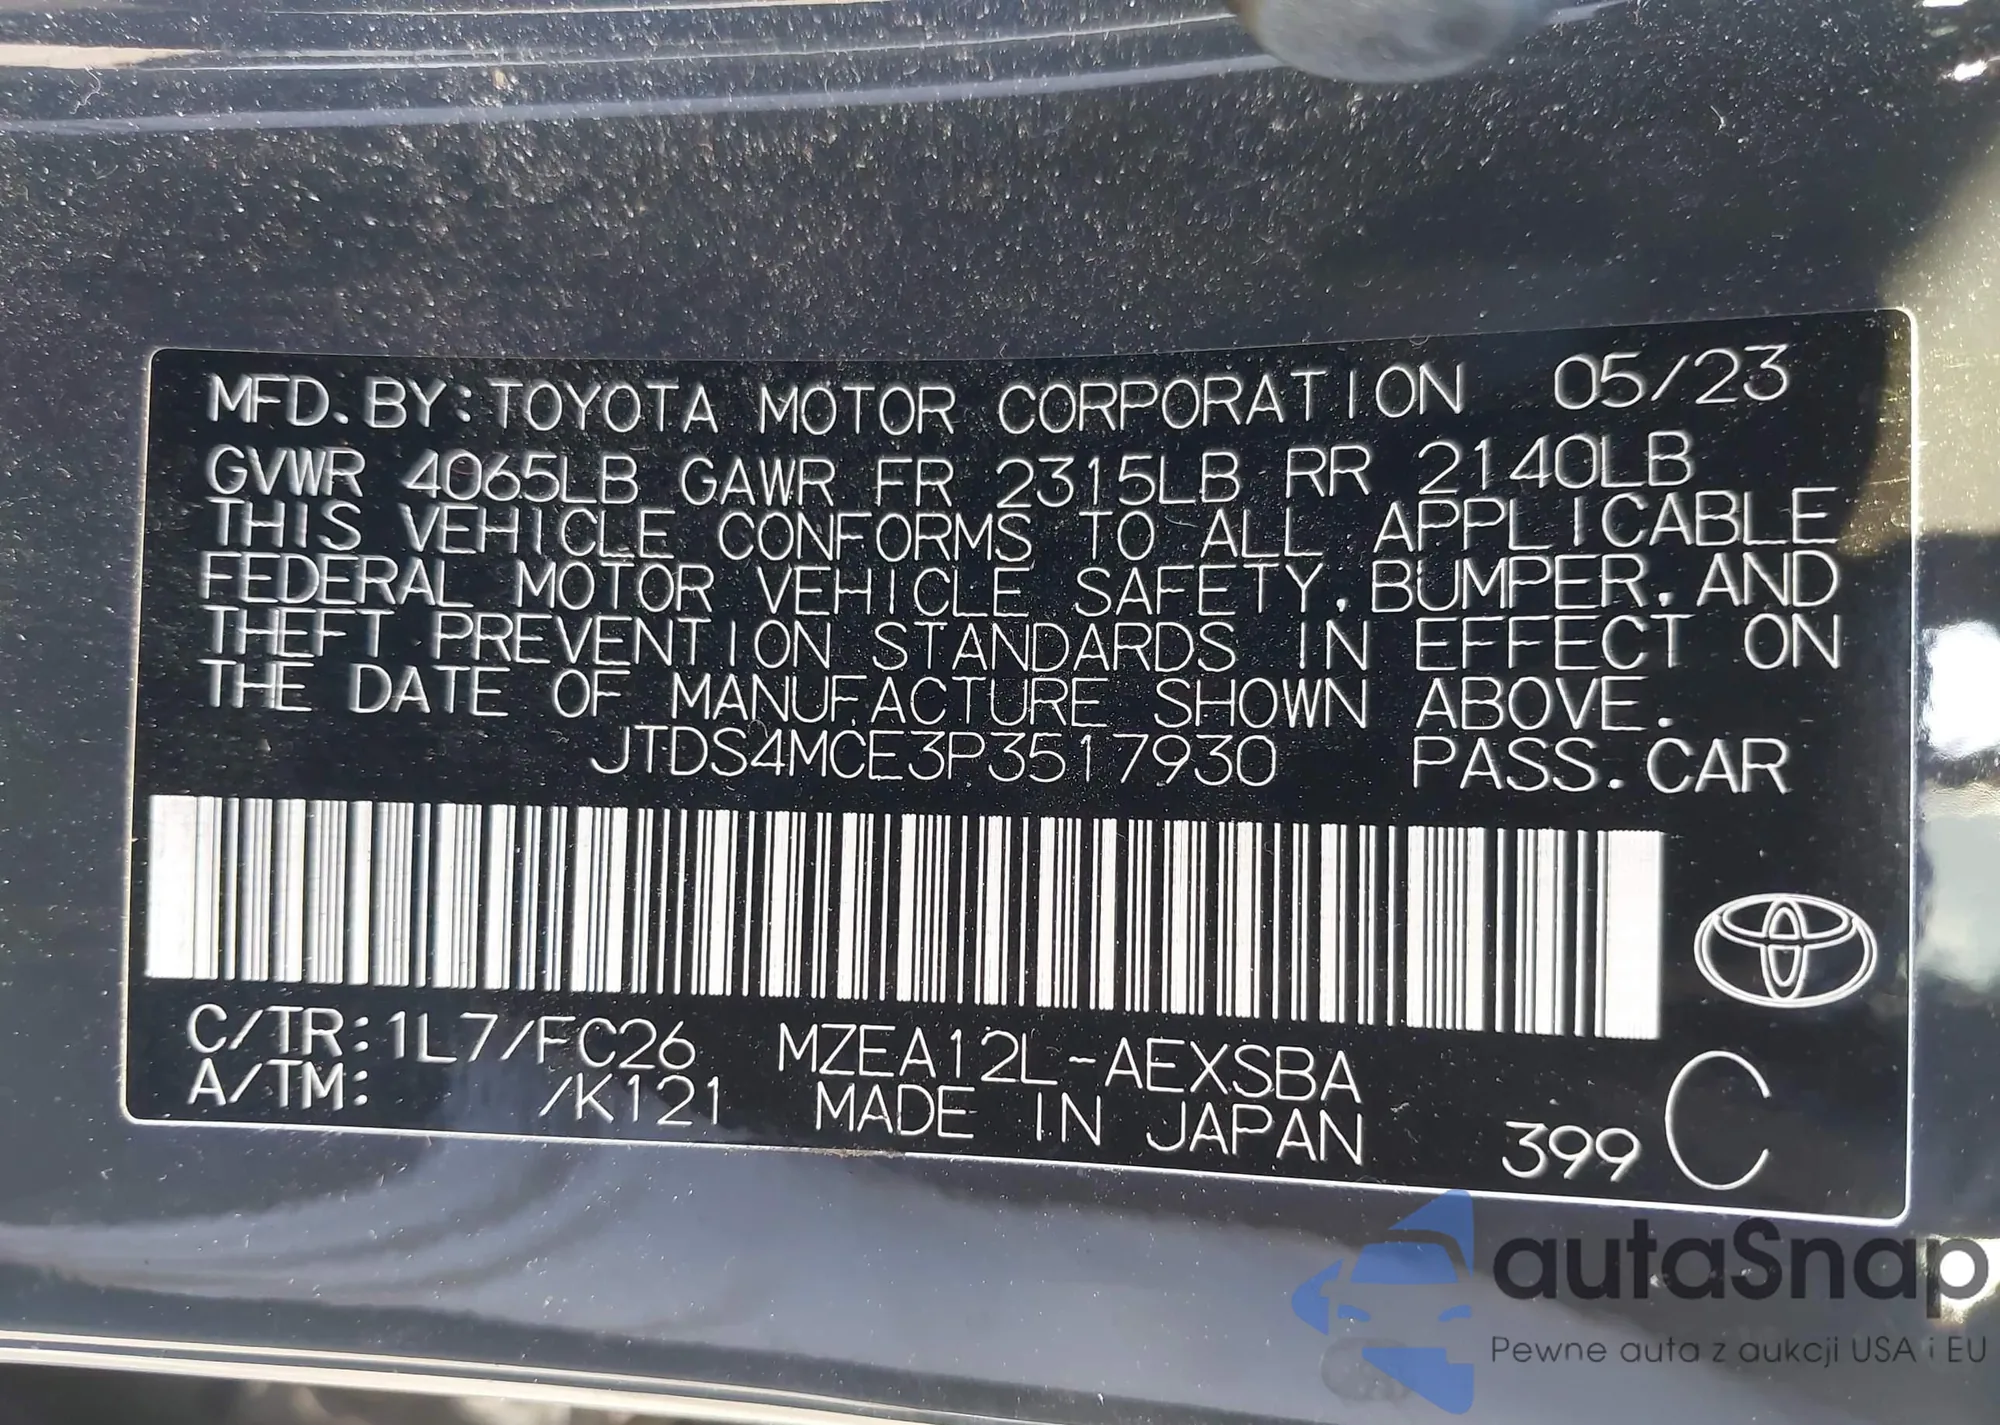 MFD.BY:TOYOTA MOTOR CORPORATION 05/23
GVWR 4065LB GAWR FR 2315LB RR 2140LB
THIS VEHICLE CONFORMS TO ALL APPLICABLE
FEDERAL MOTOR VEHICLE SAFETY, BUMPER, AND
THEFT PREVENTION STANDARDS IN EFFECT ON
THE DATE OF MANUFACTURE SHOWN ABOVE.
JTDS4MCE3P3517930 PASS.CAR
C/TR:1L7/FC26 MZEA12L-AEXSBA
A/TM: /K121 MADE IN JAPAN 399 C
autaSnap
Pewne auta z aukcji USA i EU